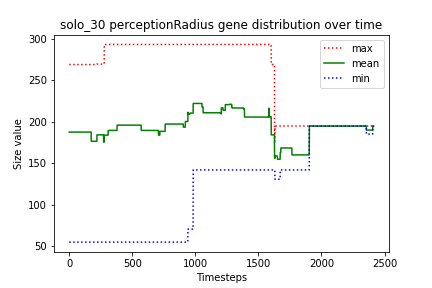 solo_30 perceptionRadius gene distribution over time
300
250
200
150
100
50
Size value
max
mean
min
0 500 1000 1500 2000 2500
Timesteps